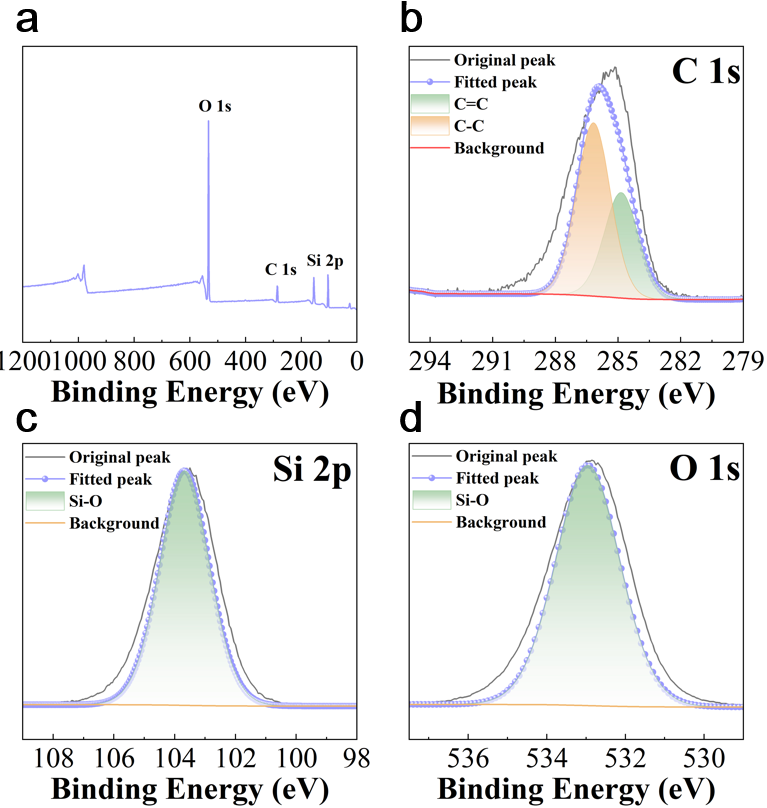 a
O 1s
C 1s
Si 2p
1200 1000 800 600 400 200 0
Binding Energy (eV)
b
Original peak
Fitted peak
C=C
C-C
Background
C 1s
294 291 288 285 282 279
Binding Energy (eV)
c
Original peak
Fitted peak
Si-O
Background
Si 2p
108 106 104 102 100 98
Binding Energy (eV)
d
Original peak
Fitted peak
Si-O
Background
O 1s
536 534 532 530
Binding Energy (eV)